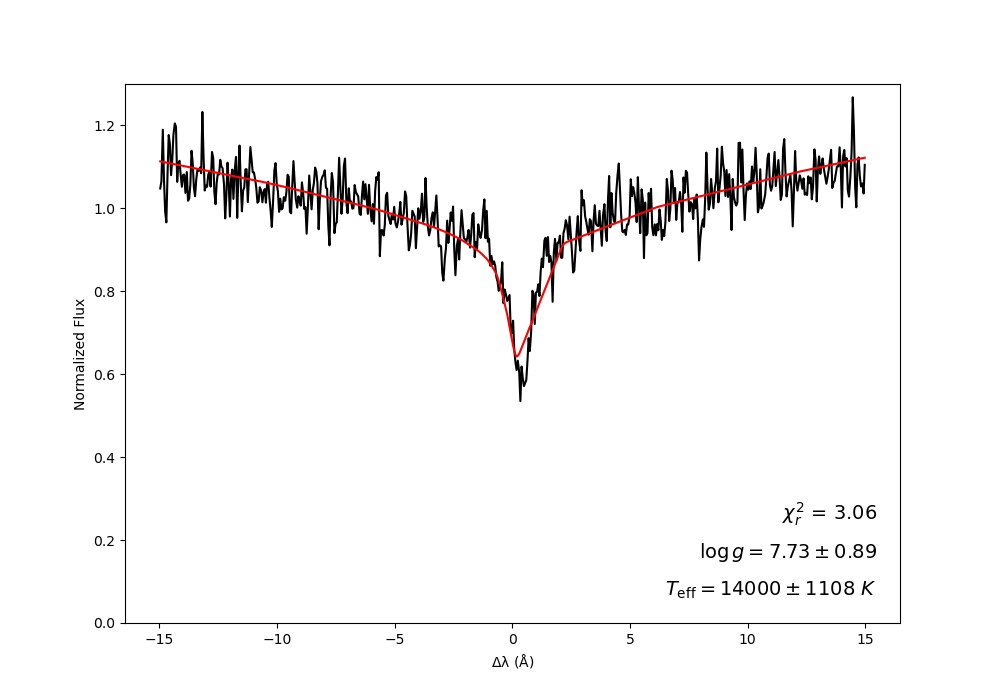 1.2
1.0
0.8
0.6
0.4
0.2
0.0
Normalized Flux
χ²ᵣ = 3.06
log g = 7.73 ± 0.89
T_eff = 14000 ± 1108 K
−15 −10 −5 0 5 10 15
Δλ (Å)